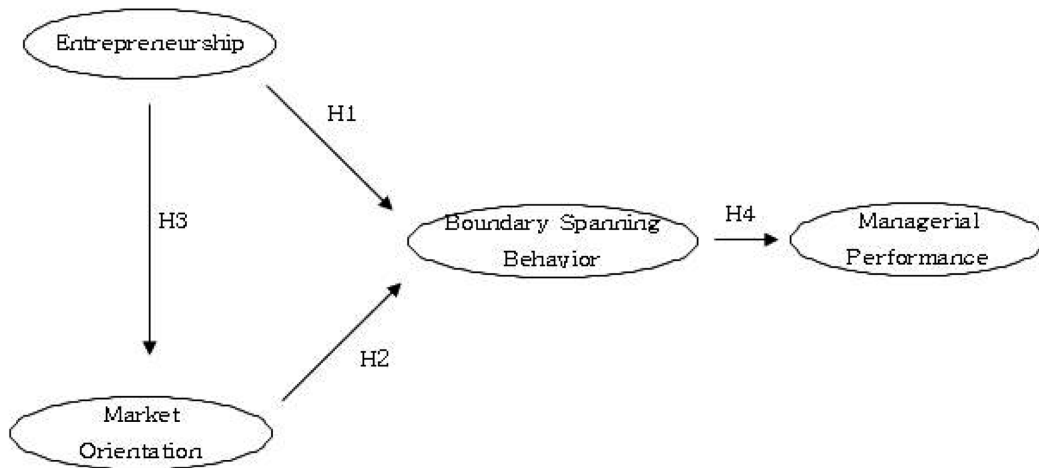 Entrepreneurship
H1
H3
Boundary Spanning
Behavior
H4
Managerial
Performance
H2
Market
Orientation